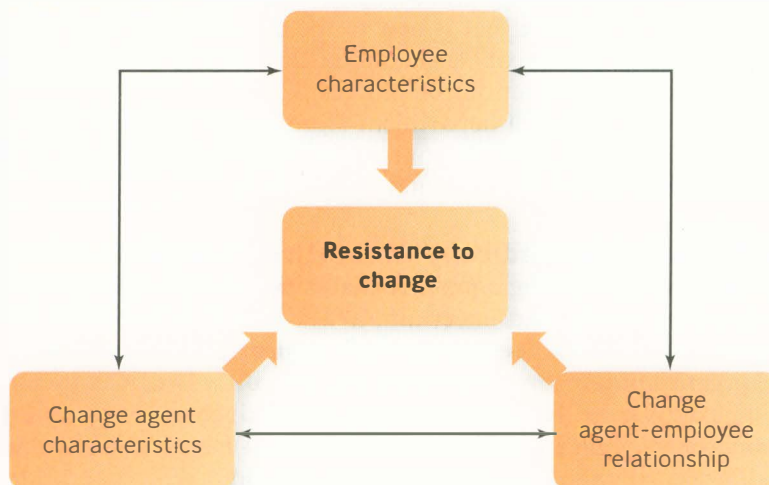 Employee
characteristics
Resistance to
change
Change agent
characteristics
Change
agent-employee
relationship